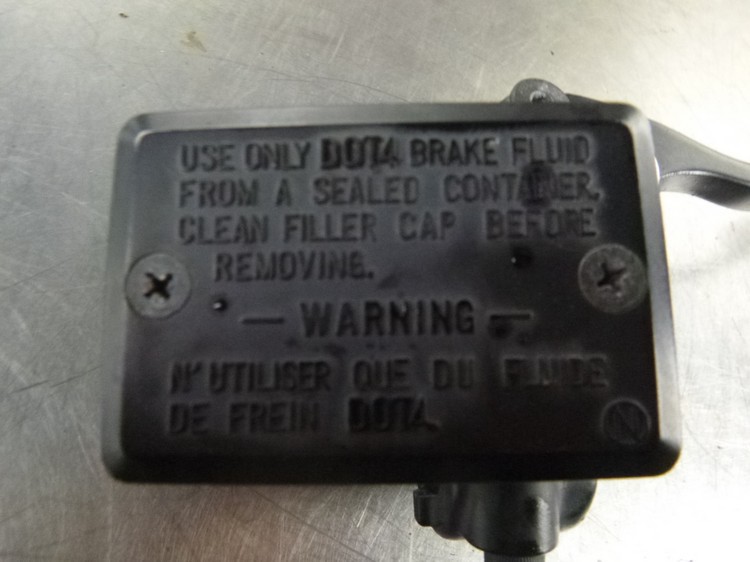 USE ONLY DOT4 BRAKE FLUID
FROM A SEALED CONTAINER.
CLEAN FILLER CAP BEFORE
REMOVING.
— WARNING —
N'UTILISER QUE DU FLUIDE
DE FREIN DOT4.
N